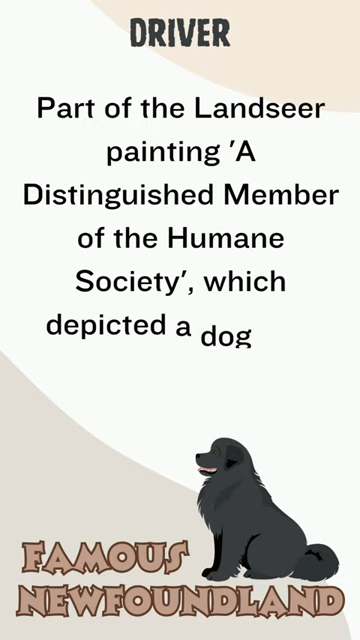 DRIVER
Part of the Landseer
painting 'A
Distinguished Member
of the Humane
Society', which
depicted a dog
FAMOUS
NEWFOUNDLAND